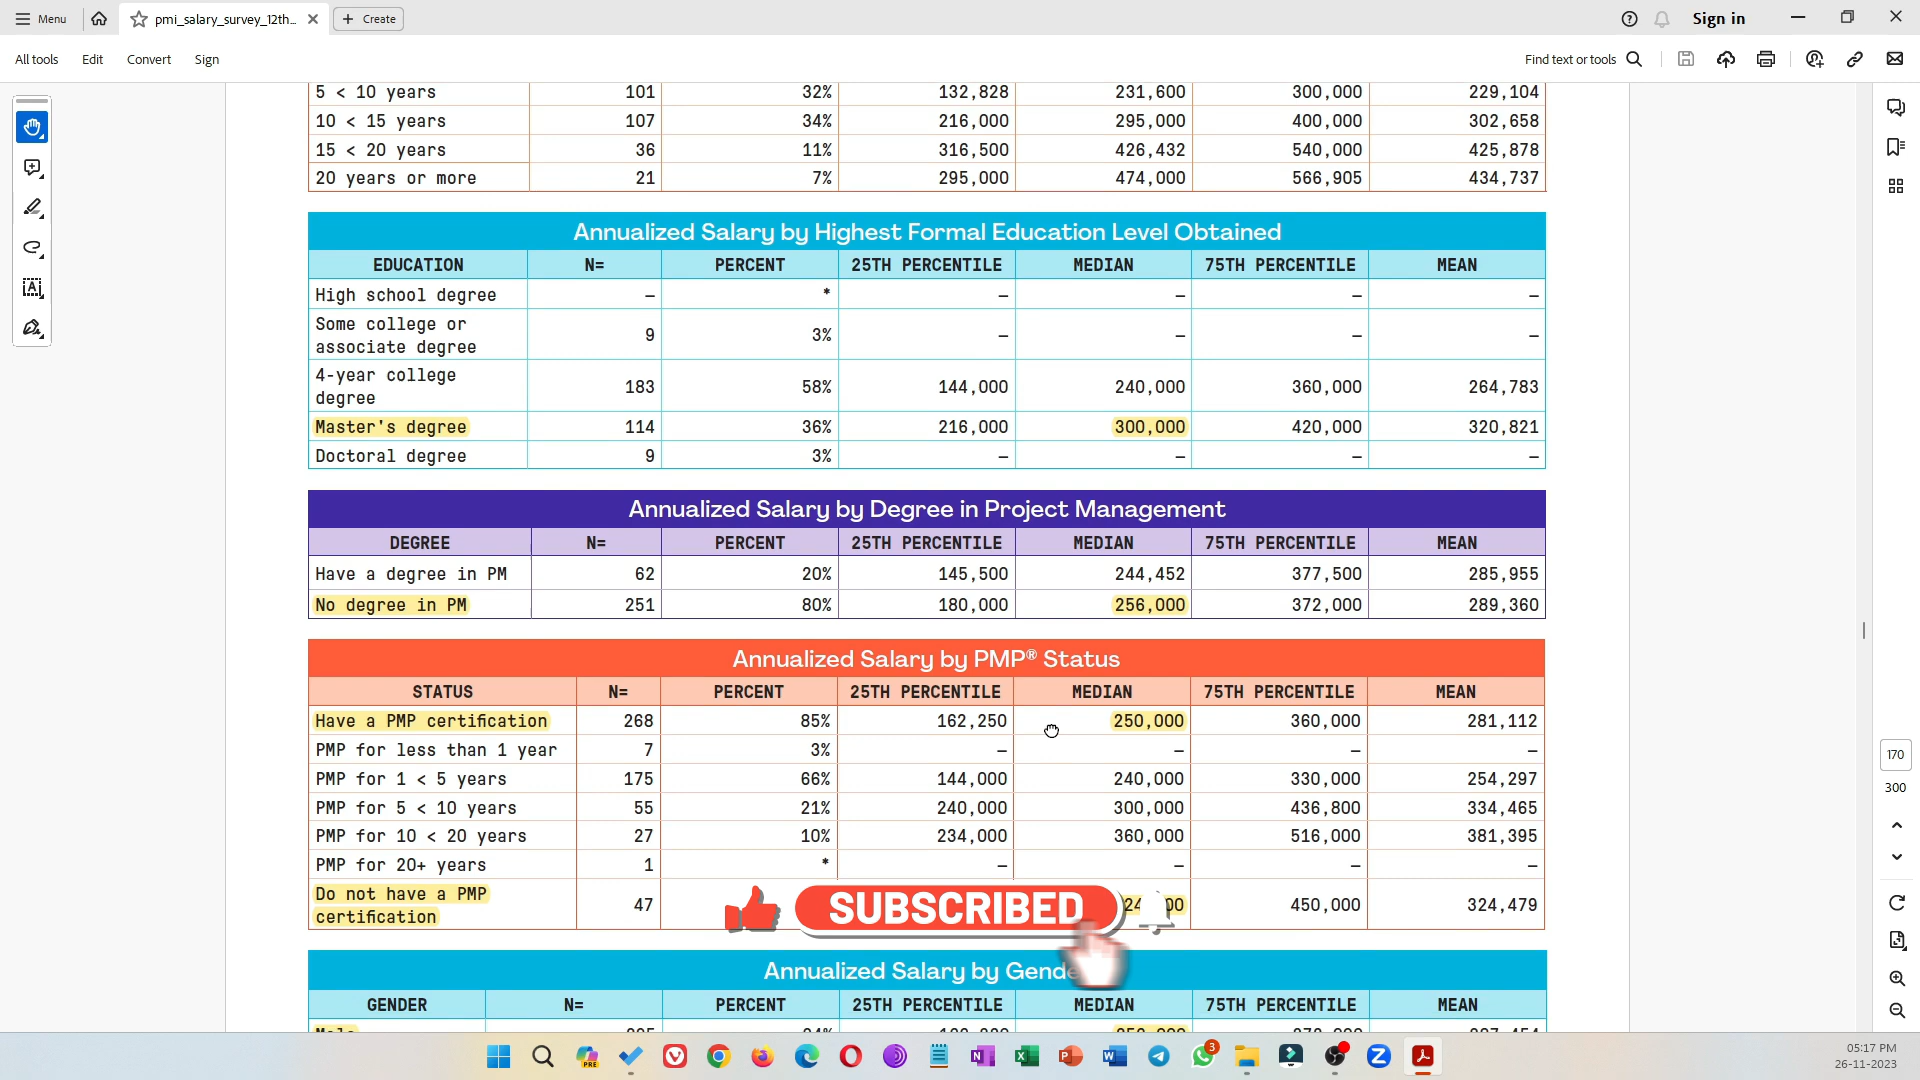 Menu
pmi_salary_survey_12th...
Create
Sign in
All tools Edit Convert Sign
Find text or tools
5 < 10 years 101 32% 132,828 231,600 300,000 229,104
10 < 15 years 107 34% 216,000 295,000 400,000 302,658
15 < 20 years 36 11% 316,500 426,432 540,000 425,878
20 years or more 21 7% 295,000 474,000 566,905 434,737
Annualized Salary by Highest Formal Education Level Obtained
EDUCATION N= PERCENT 25TH PERCENTILE MEDIAN 75TH PERCENTILE MEAN
High school degree – * – – – –
Some college or
associate degree 9 3% – – – –
4-year college
degree 183 58% 144,000 240,000 360,000 264,783
Master's degree 114 36% 216,000 300,000 420,000 320,821
Doctoral degree 9 3% – – – –
Annualized Salary by Degree in Project Management
DEGREE N= PERCENT 25TH PERCENTILE MEDIAN 75TH PERCENTILE MEAN
Have a degree in PM 62 20% 145,500 244,452 377,500 285,955
No degree in PM 251 80% 180,000 256,000 372,000 289,360
Annualized Salary by PMP® Status
STATUS N= PERCENT 25TH PERCENTILE MEDIAN 75TH PERCENTILE MEAN
Have a PMP certification 268 85% 162,250 250,000 360,000 281,112
PMP for less than 1 year 7 3% – – – –
PMP for 1 < 5 years 175 66% 144,000 240,000 330,000 254,297
PMP for 5 < 10 years 55 21% 240,000 300,000 436,800 334,465
PMP for 10 < 20 years 27 10% 234,000 360,000 516,000 381,395
PMP for 20+ years 1 * – – – –
Do not have a PMP
certification 47 450,000 324,479
SUBSCRIBED
Annualized Salary by
GENDER N= PERCENT 25TH PERCENTILE MEDIAN 75TH PERCENTILE MEAN
170
300
PRE
3
05:17 PM
26-11-2023